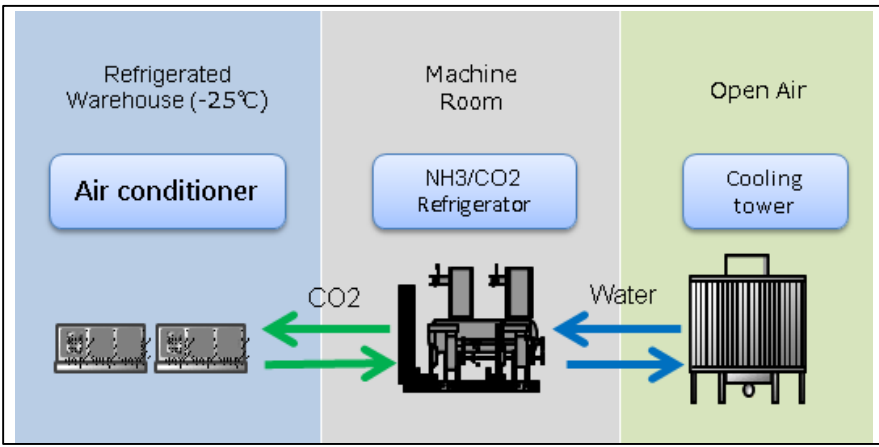 Refrigerated
Warehouse (-25℃)
Machine
Room
Open Air
Air conditioner
NH3/CO2
Refrigerator
Cooling
tower
CO2
Water